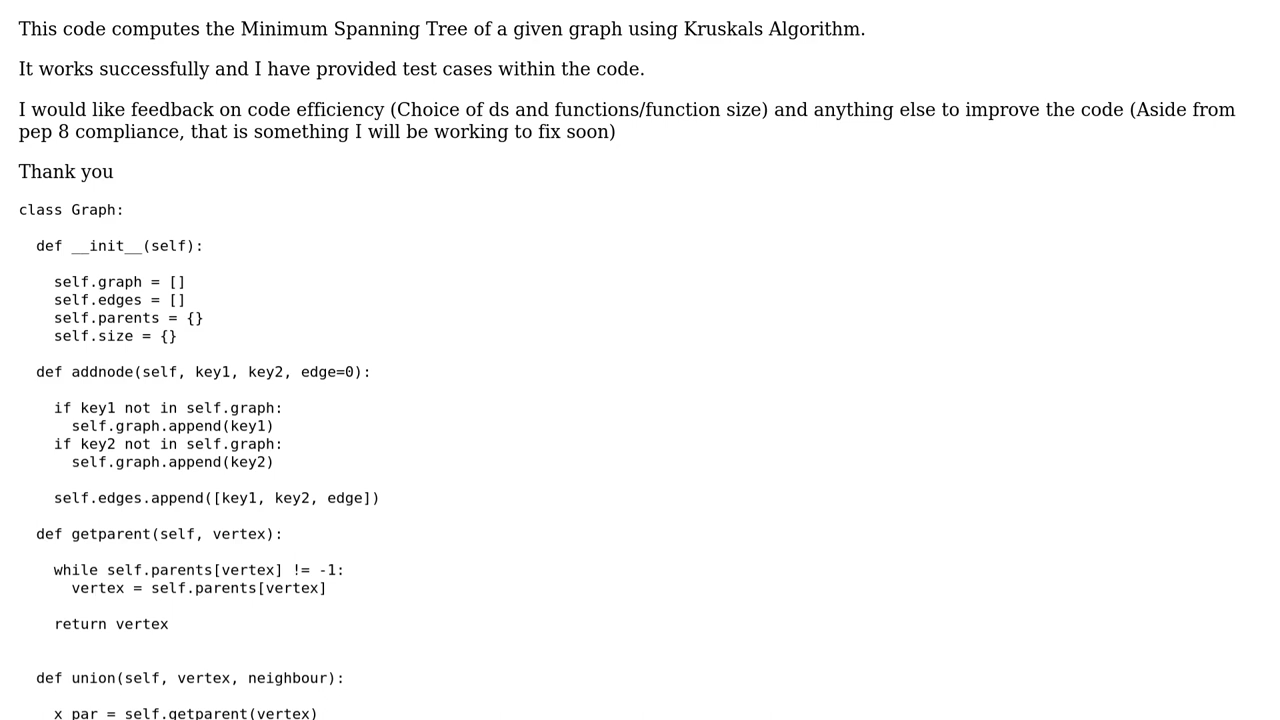 This code computes the Minimum Spanning Tree of a given graph using Kruskals Algorithm.
It works successfully and I have provided test cases within the code.
I would like feedback on code efficiency (Choice of ds and functions/function size) and anything else to improve the code (Aside from
pep 8 compliance, that is something I will be working to fix soon)
Thank you
class Graph:
  def __init__(self):
    self.graph = []
    self.edges = []
    self.parents = {}
    self.size = {}
  def addnode(self, key1, key2, edge=0):
    if key1 not in self.graph:
      self.graph.append(key1)
    if key2 not in self.graph:
      self.graph.append(key2)
    self.edges.append([key1, key2, edge])
  def getparent(self, vertex):
    while self.parents[vertex] != -1:
      vertex = self.parents[vertex]
    return vertex
  def union(self, vertex, neighbour):
    x_par = self.getparent(vertex)